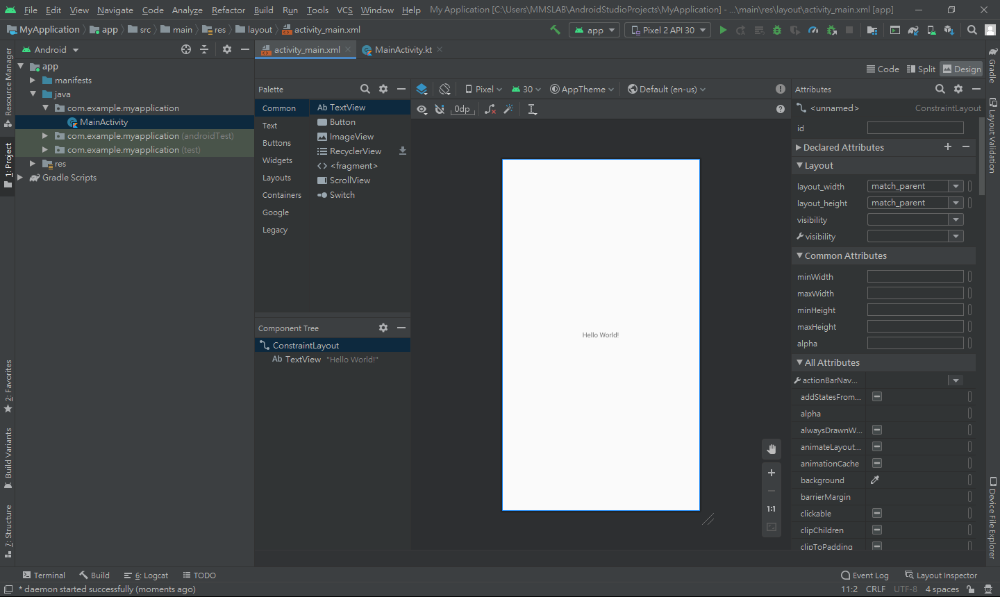 File Edit View Navigate Code Analyze Refactor Build Run Tools VCS Window Help My Application [C:\Users\MMSLAB\AndroidStudioProjects\MyApplication] - ...\main\res\layout\activity_main.xml [app]
MyApplication app src main res layout activity_main.xml app Pixel 2 API 30
Android activity_main.xml MainActivity.kt
Code Split Design
Resource Manager
1: Project
2: Favorites
Build Variants
7: Structure
app
manifests
java
com.example.myapplication
MainActivity
com.example.myapplication (androidTest)
com.example.myapplication (test)
res
Gradle Scripts
Palette
Common
Text
Buttons
Widgets
Layouts
Containers
Google
Legacy
Ab TextView
Button
ImageView
RecyclerView
<fragment>
ScrollView
Switch
Component Tree
ConstraintLayout
Ab TextView "Hello World!"
Pixel 30 AppTheme Default (en-us)
0dp
Hello World!
1:1
Attributes
<unnamed> ConstraintLayout
id
Declared Attributes
Layout
layout_width match_parent
layout_height match_parent
visibility
visibility
Common Attributes
minWidth
maxWidth
minHeight
maxHeight
alpha
All Attributes
actionBarNav...
addStatesFrom...
alpha
alwaysDrawnW...
animateLayout...
animationCache
background
barrierMargin
clickable
clipChildren
clipToPadding
Gradle
Layout Validation
Device File Explorer
Terminal Build 6: Logcat TODO Event Log Layout Inspector
* daemon started successfully (moments ago) 11:2 CRLF UTF-8 4 spaces